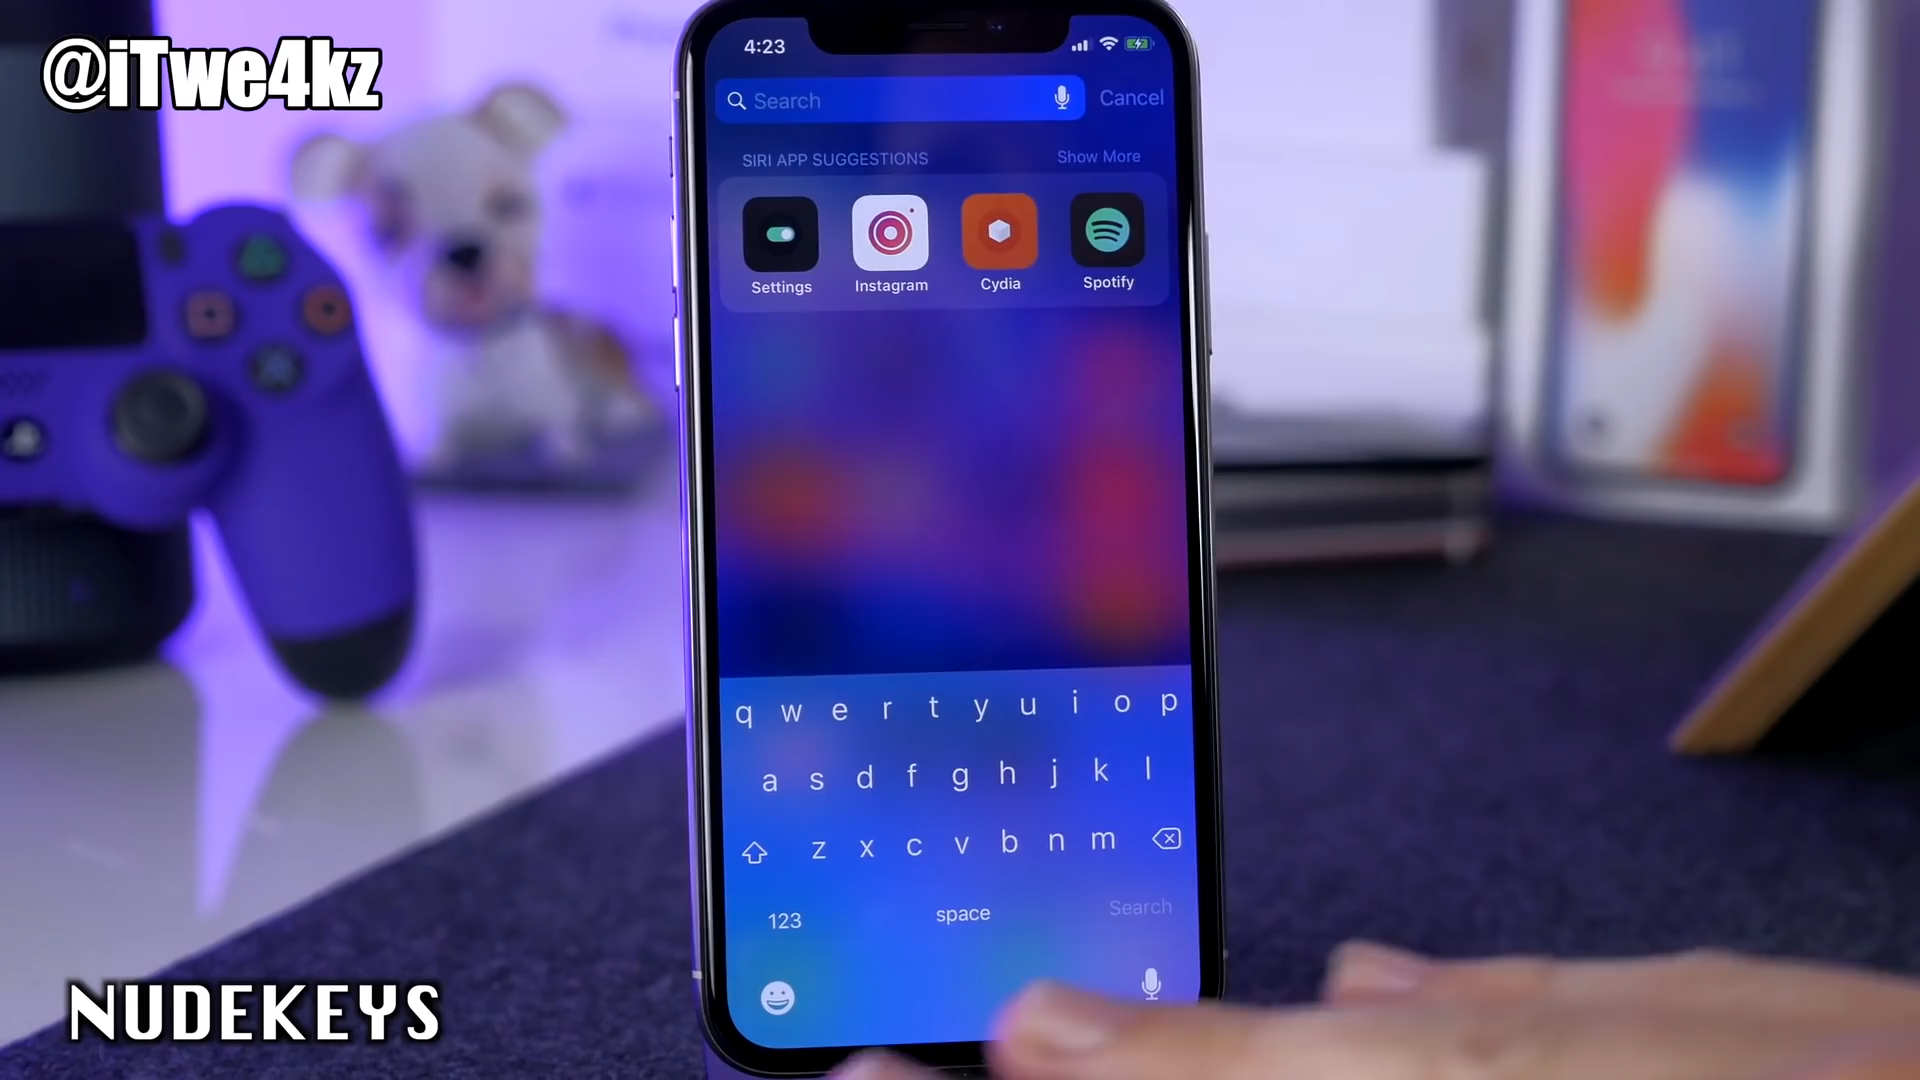 @iTwe4kz
4:23
Search
Cancel
SIRI APP SUGGESTIONS
Show More
Settings
Instagram
Cydia
Spotify
q w e r t y u i o p
a s d f g h j k l
z x c v b n m
123
space
Search
NUDEKEYS